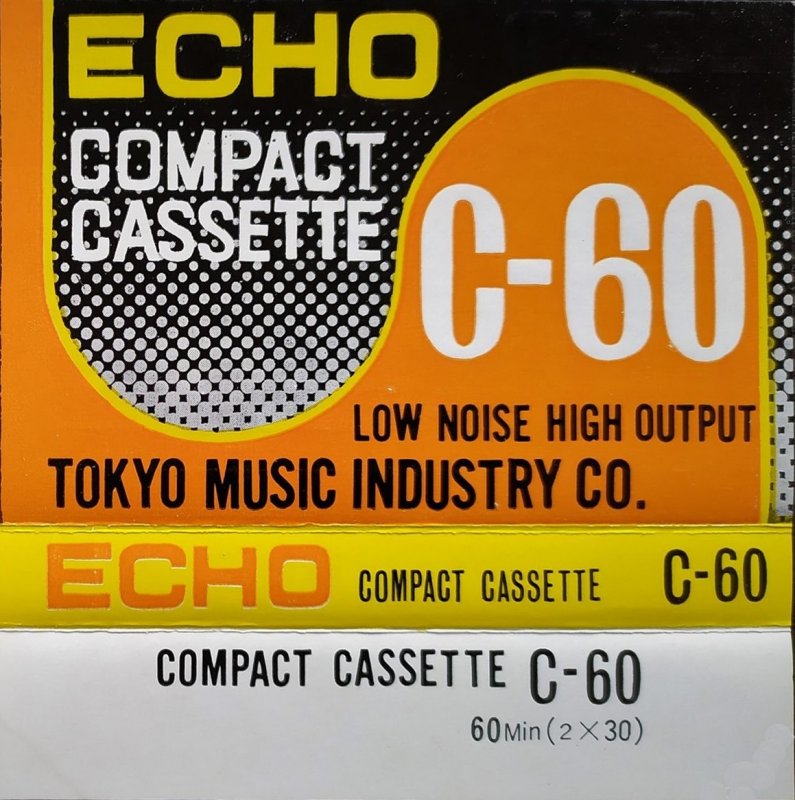 ECHO
COMPACT
CASSETTE
C-60
LOW NOISE HIGH OUTPUT
TOKYO MUSIC INDUSTRY CO.
ECHO COMPACT CASSETTE C-60
COMPACT CASSETTE C-60
60Min(2×30)